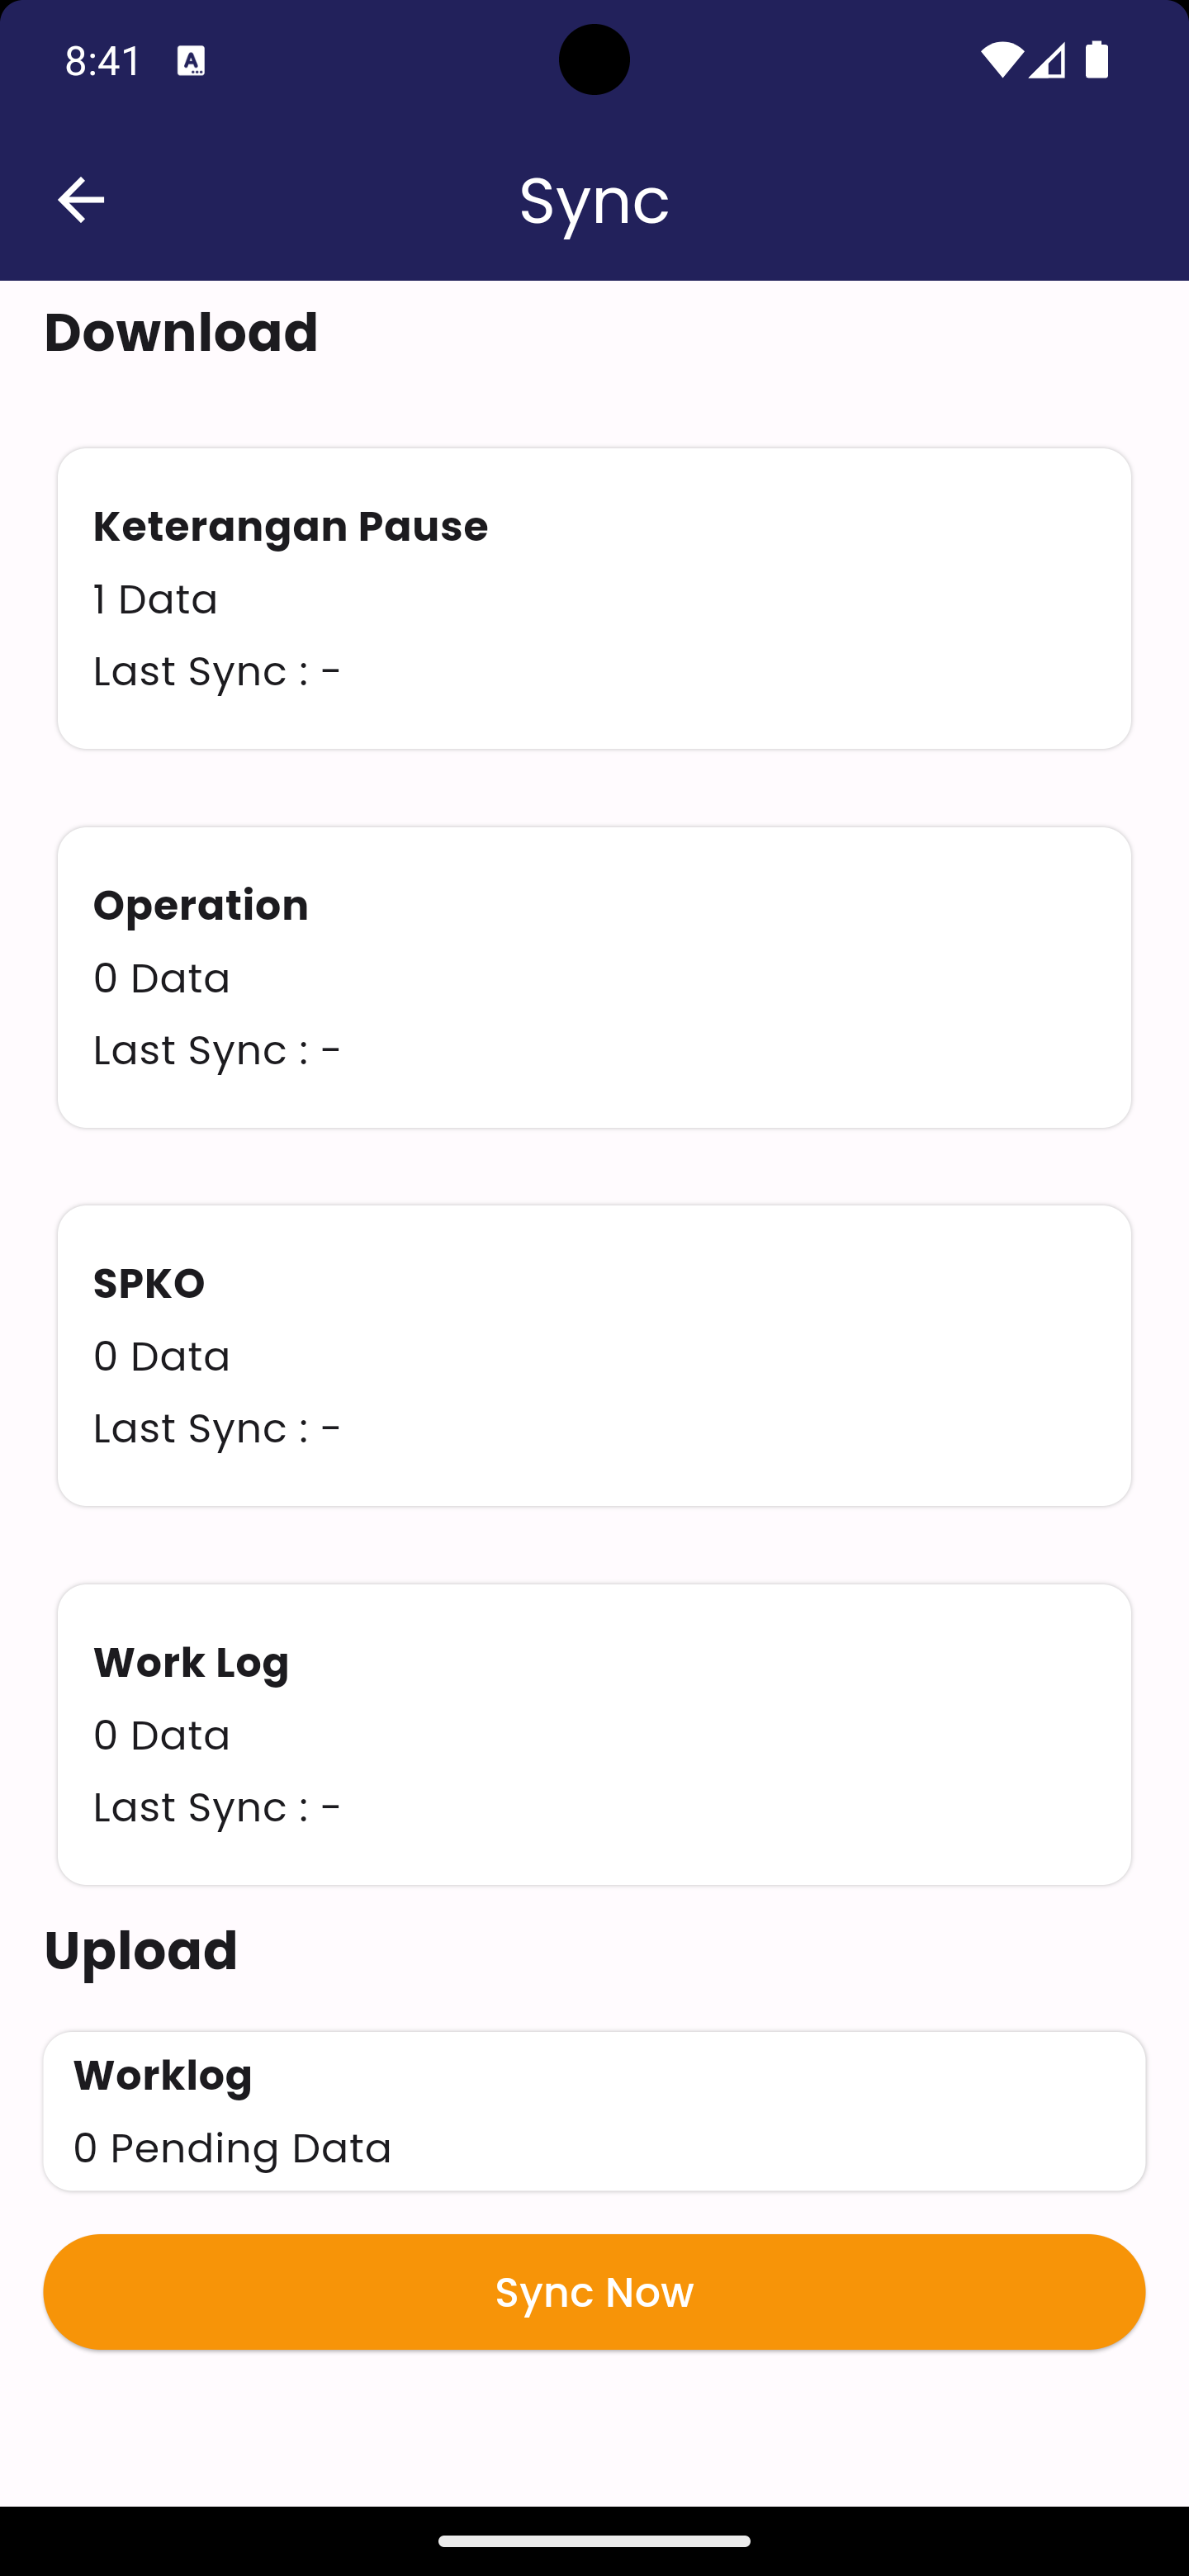 8:41
Sync
Download
Keterangan Pause
1 Data
Last Sync : -
Operation
0 Data
Last Sync : -
SPKO
0 Data
Last Sync : -
Work Log
0 Data
Last Sync : -
Upload
Worklog
0 Pending Data
Sync Now